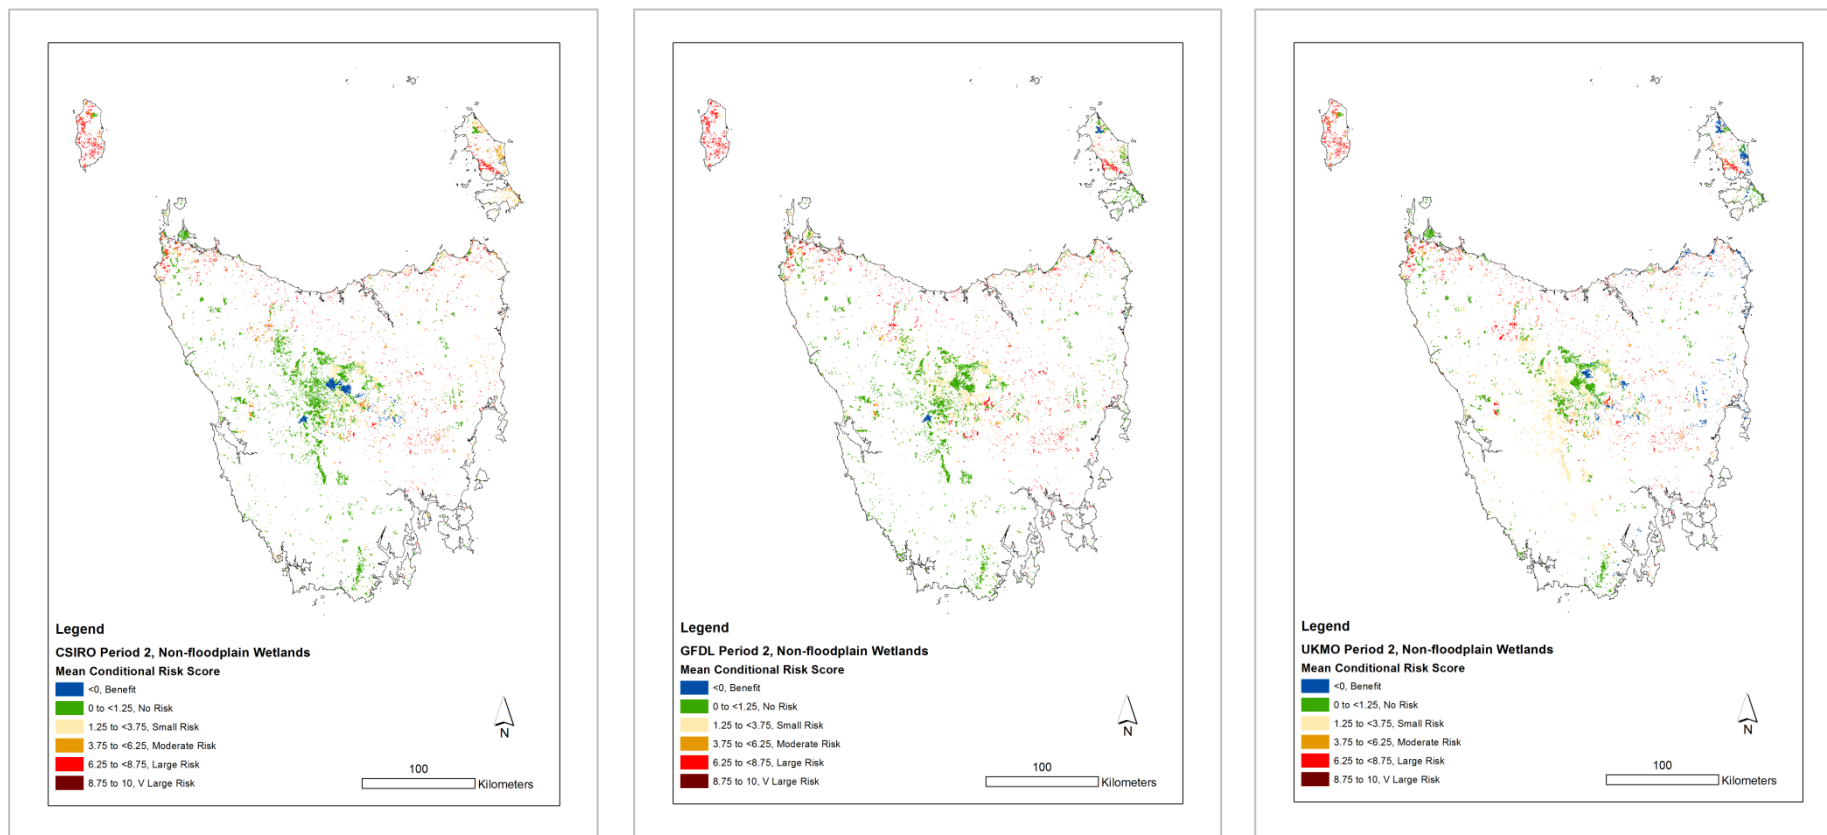 Legend
CSIRO Period 2, Non-floodplain Wetlands
Mean Conditional Risk Score
<0, Benefit
0 to <1.25, No Risk
1.25 to <3.75, Small Risk
3.75 to <6.25, Moderate Risk
6.25 to <8.75, Large Risk
8.75 to 10, V Large Risk
N
100
Kilometers
Legend
GFDL Period 2, Non-floodplain Wetlands
Mean Conditional Risk Score
<0, Benefit
0 to <1.25, No Risk
1.25 to <3.75, Small Risk
3.75 to <6.25, Moderate Risk
6.25 to <8.75, Large Risk
8.75 to 10, V Large Risk
N
100
Kilometers
Legend
UKMO Period 2, Non-floodplain Wetlands
Mean Conditional Risk Score
<0, Benefit
0 to <1.25, No Risk
1.25 to <3.75, Small Risk
3.75 to <6.25, Moderate Risk
6.25 to <8.75, Large Risk
8.75 to 10, V Large Risk
N
100
Kilometers